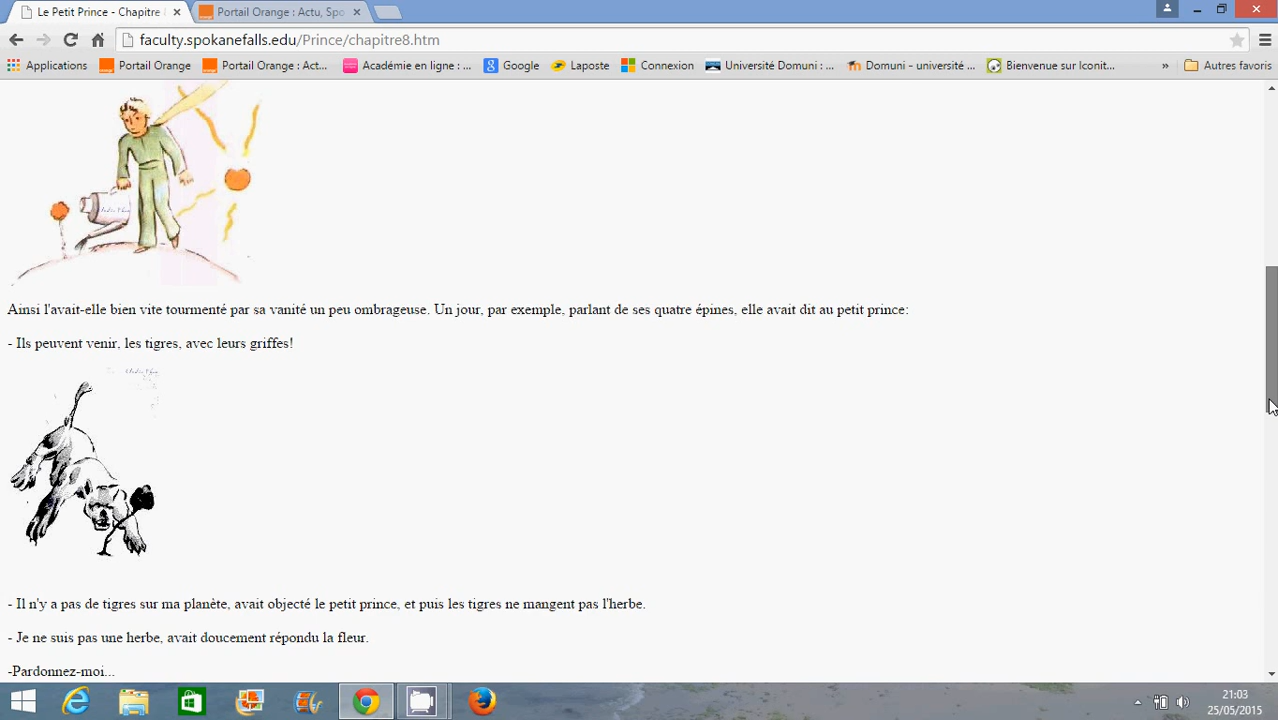 Le Petit Prince - Chapitre
Portail Orange : Actu, Spo
faculty.spokanefalls.edu/Prince/chapitre8.htm
Applications Portail Orange Portail Orange : Act... Académie en ligne : ... Google Laposte Connexion Université Domuni : ... Domuni - université ... Bienvenue sur Iconit... » Autres favoris
Ainsi l'avait-elle bien vite tourmenté par sa vanité un peu ombrageuse. Un jour, par exemple, parlant de ses quatre épines, elle avait dit au petit prince:
- Ils peuvent venir, les tigres, avec leurs griffes!
- Il n'y a pas de tigres sur ma planète, avait objecté le petit prince, et puis les tigres ne mangent pas l'herbe.
- Je ne suis pas une herbe, avait doucement répondu la fleur.
-Pardonnez-moi...
21:03
25/05/2015